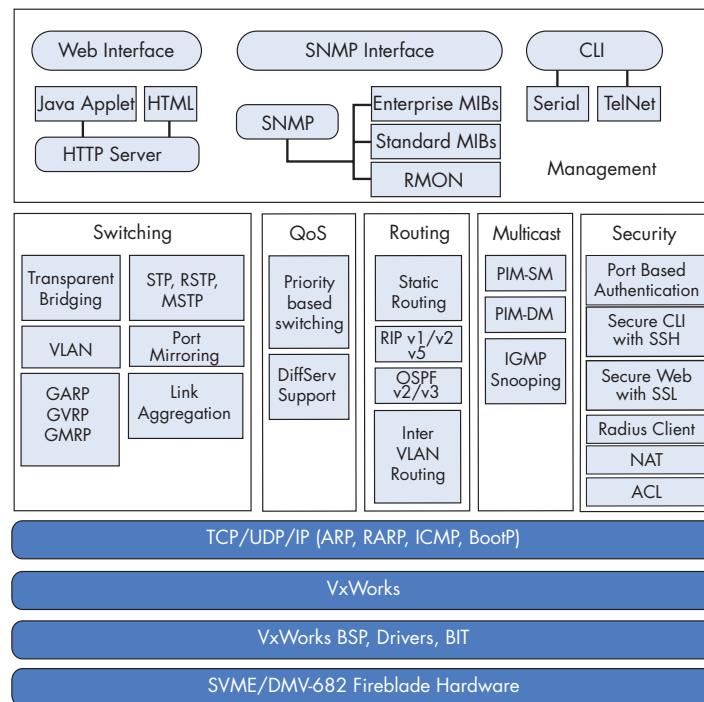 Web Interface
SNMP Interface
CLI
Java Applet
HTML
HTTP Server
SNMP
Enterprise MIBs
Standard MIBs
RMON
Serial
TelNet
Management
Switching
Transparent
Bridging
STP, RSTP,
MSTP
VLAN
Port
Mirroring
GARP
GVRP
GMRP
Link
Aggregation
QoS
Priority
based
switching
DiffServ
Support
Routing
Static
Routing
RIP v1/v2
v5
OSPF
v2/v3
Inter
VLAN
Routing
Multicast
PIM-SM
PIM-DM
IGMP
Snooping
Security
Port Based
Authentication
Secure CLI
with SSH
Secure Web
with SSL
Radius Client
NAT
ACL
TCP/UDP/IP (ARP, RARP, ICMP, BootP)
VxWorks
VxWorks BSP, Drivers, BIT
SVME/DMV-682 Fireblade Hardware